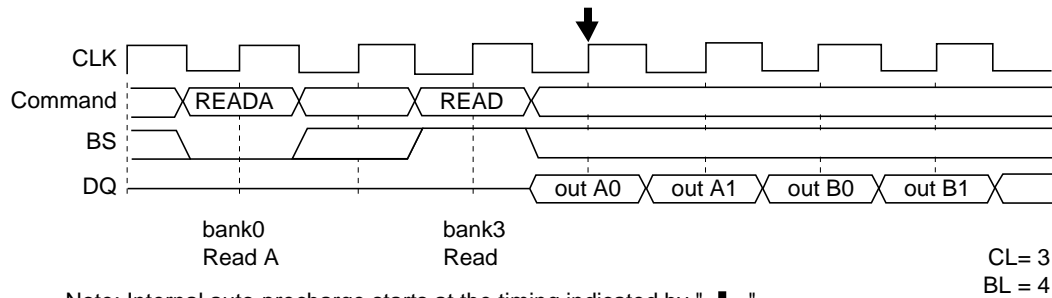 CLK
Command READA READ
BS
DQ out A0 out A1 out B0 out B1
bank0 bank3
Read A Read
CL= 3
BL = 4
Note: Internal auto-precharge starts at the timing indicated by " ".